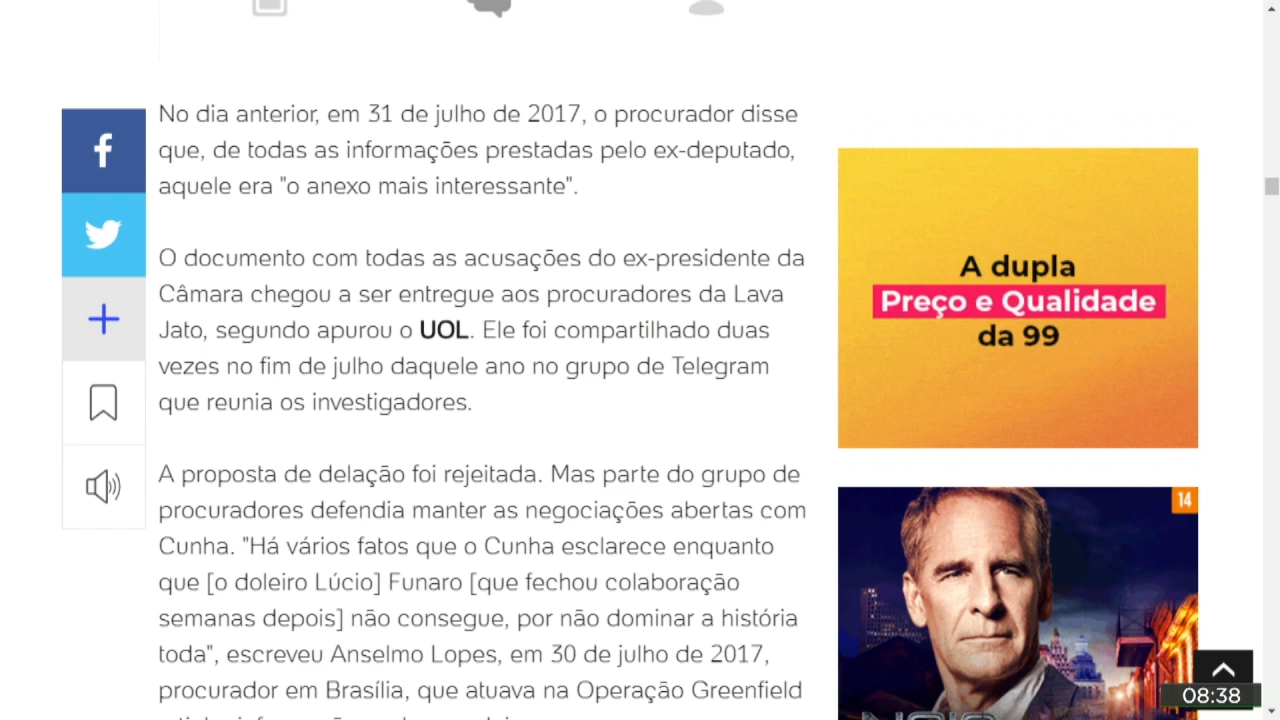 No dia anterior, em 31 de julho de 2017, o procurador disse
que, de todas as informações prestadas pelo ex-deputado,
aquele era "o anexo mais interessante".
O documento com todas as acusações do ex-presidente da
Câmara chegou a ser entregue aos procuradores da Lava
Jato, segundo apurou o UOL. Ele foi compartilhado duas
vezes no fim de julho daquele ano no grupo de Telegram
que reunia os investigadores.
A proposta de delação foi rejeitada. Mas parte do grupo de
procuradores defendia manter as negociações abertas com
Cunha. "Há vários fatos que o Cunha esclarece enquanto
que [o doleiro Lúcio] Funaro [que fechou colaboração
semanas depois] não consegue, por não dominar a história
toda", escreveu Anselmo Lopes, em 30 de julho de 2017,
procurador em Brasília, que atuava na Operação Greenfield
A dupla
Preço e Qualidade
da 99
14
08:38